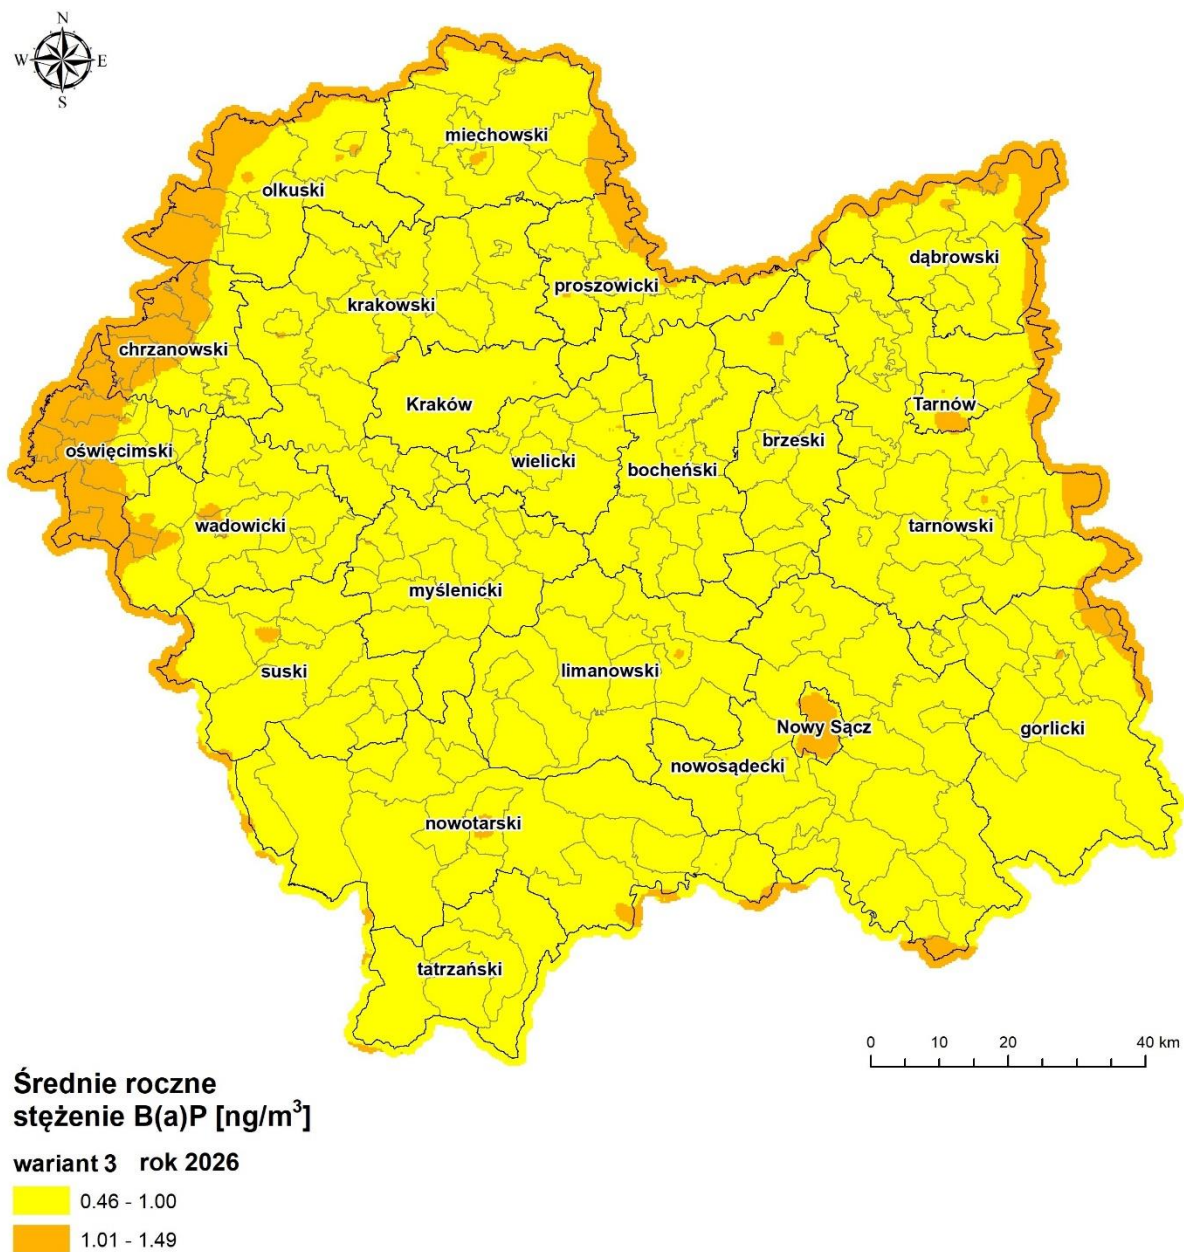 N
W E
S
miechowski
olkuski
dąbrowski
proszowicki
krakowski
chrzanowski
Kraków
Tarnów
brzeski
oświęcimski
wielicki
bocheński
wadowicki
tarnowski
myślenicki
suski
limanowski
Nowy Sącz
gorlicki
nowosądecki
nowotarski
tatrzański
0 10 20 40 km
Średnie roczne
stężenie B(a)P [ng/m³]
wariant 3 rok 2026
0.46 - 1.00
1.01 - 1.49